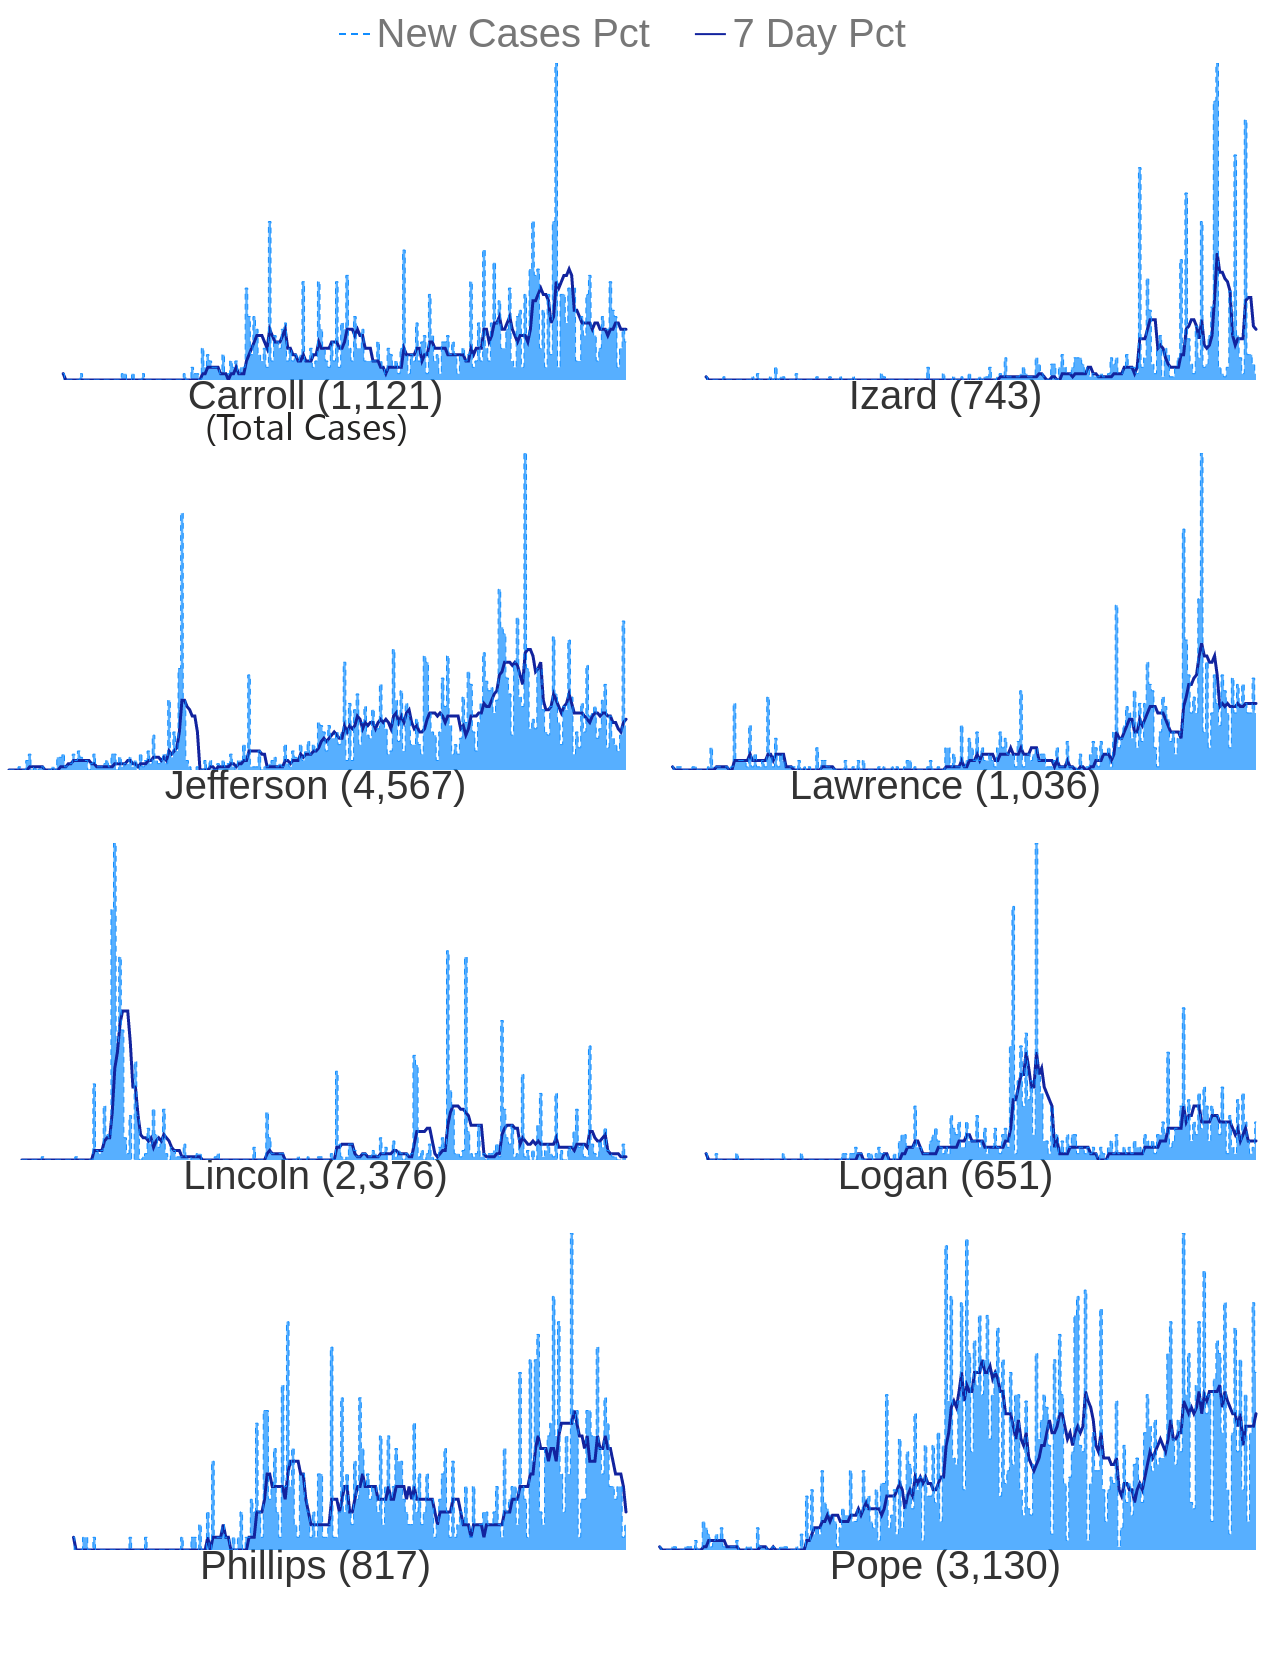 New Cases Pct 7 Day Pct
Carroll (1,121) Izard (743)
(Total Cases)
Jefferson (4,567) Lawrence (1,036)
Lincoln (2,376) Logan (651)
Phillips (817) Pope (3,130)